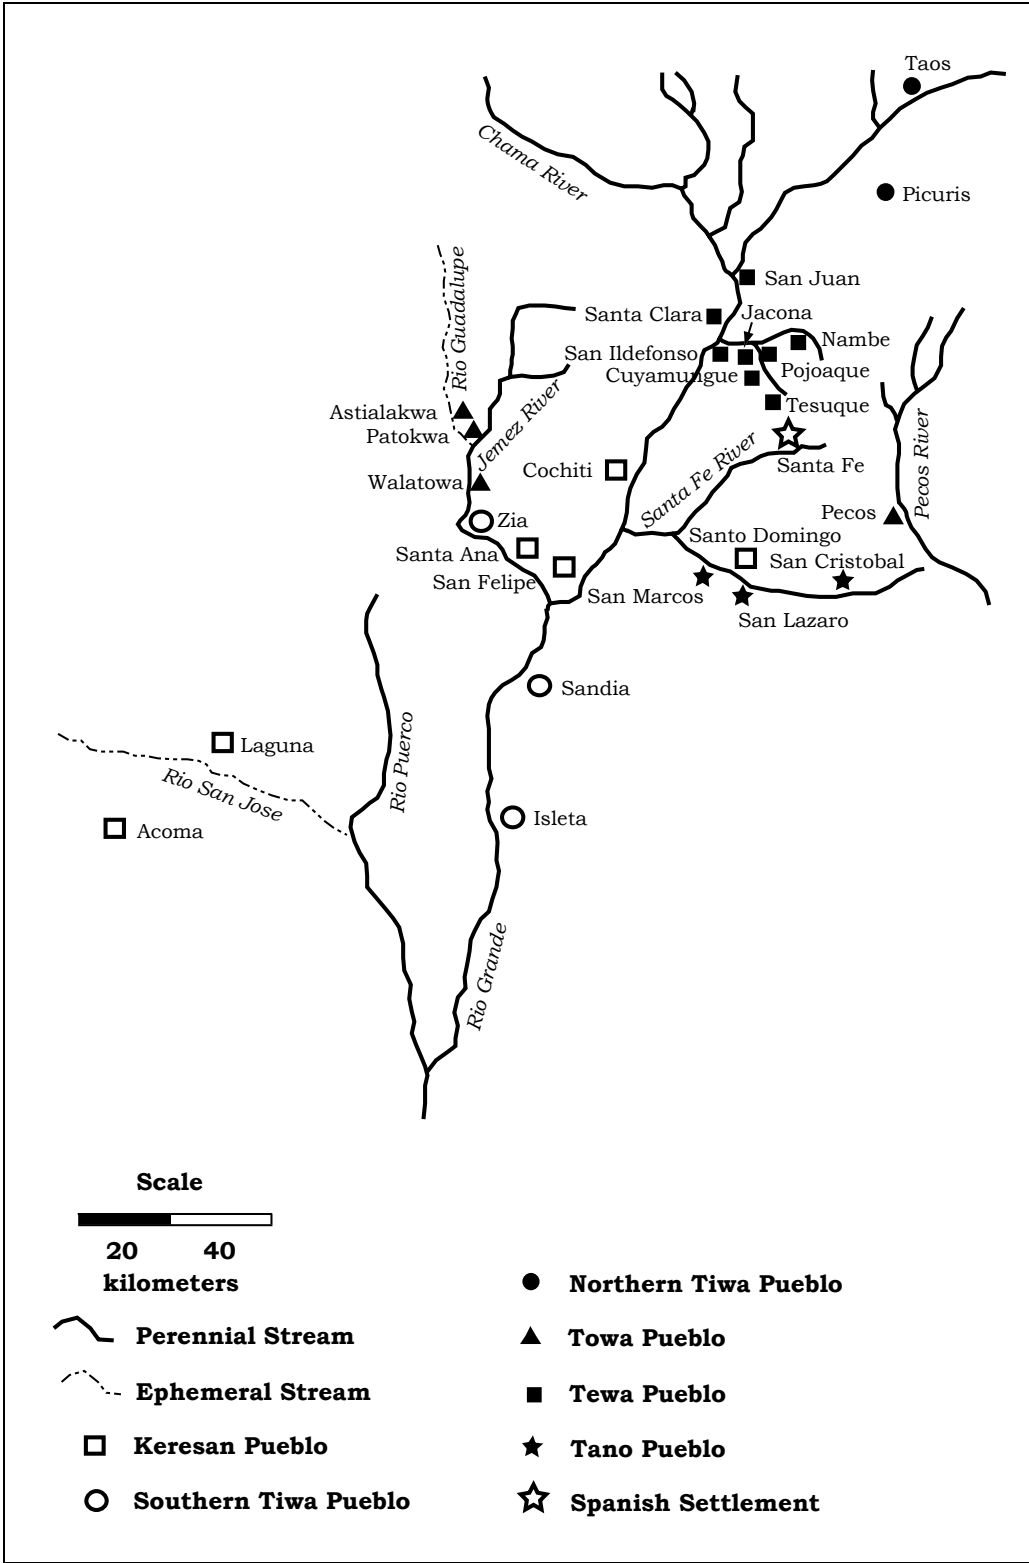 Taos
Chama River
Picuris
Rio Guadalupe
San Juan
Santa Clara
Jacona
Nambe
San Ildefonso
Pojoaque
Cuyamungue
Tesuque
Astialakwa
Patokwa
Jemez River
Santa Fe River
Pecos River
Cochiti
Santa Fe
Walatowa
Zia
Pecos
Santo Domingo
Santa Ana
San Cristobal
San Felipe
San Marcos
San Lazaro
Sandia
Rio Puerco
Laguna
Rio San Jose
Acoma
Isleta
Rio Grande
Scale
20 40
kilometers
Perennial Stream
Ephemeral Stream
Keresan Pueblo
Southern Tiwa Pueblo
Northern Tiwa Pueblo
Towa Pueblo
Tewa Pueblo
Tano Pueblo
Spanish Settlement